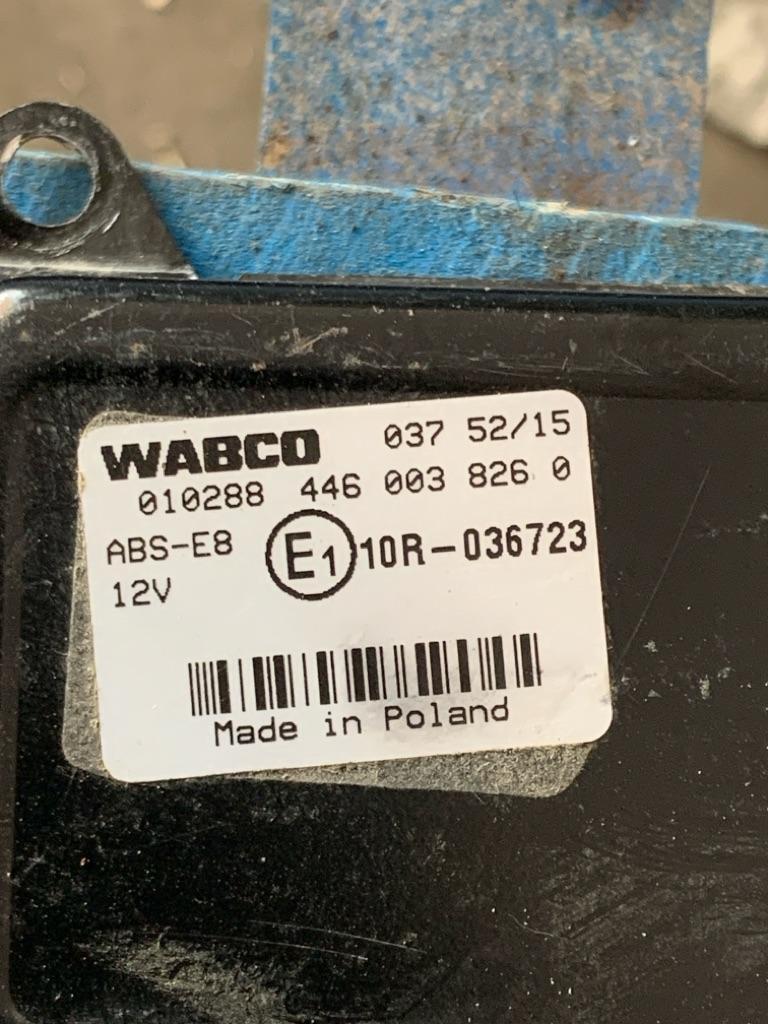 WABCO 037 52/15
010288 446 003 826 0
ABS-E8 E1 10R-036723
12V
Made in Poland